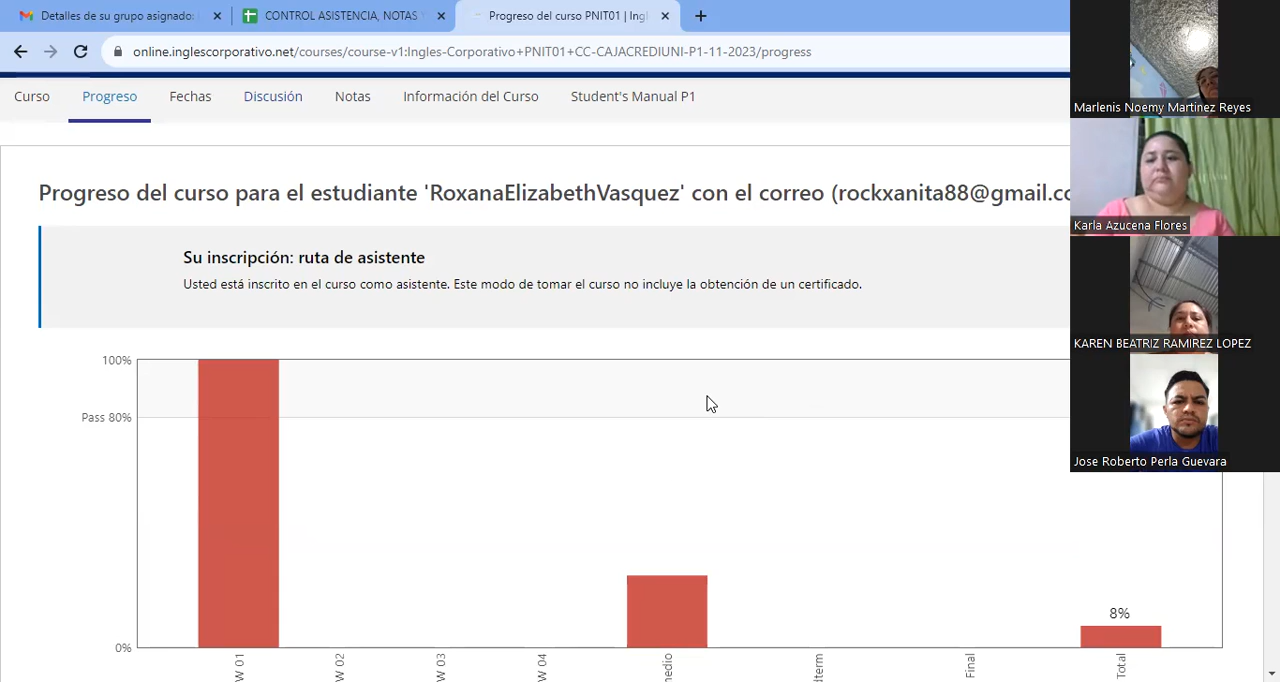 Detalles de su grupo asignado:
CONTROL ASISTENCIA, NOTAS Y
Progreso del curso PNIT01 | Ingl
online.inglescorporativo.net/courses/course-v1:Ingles-Corporativo+PNIT01+CC-CAJACREDIUNI-P1-11-2023/progress
Curso
Progreso
Fechas
Discusión
Notas
Información del Curso
Student's Manual P1
Progreso del curso para el estudiante 'RoxanaElizabethVasquez' con el correo (rockxanita88@gmail.co
Su inscripción: ruta de asistente
Usted está inscrito en el curso como asistente. Este modo de tomar el curso no incluye la obtención de un certificado.
100%
Pass 80%
0%
8%
W 01
W 02
W 03
W 04
medio
dterm
Final
Total
Marlenis Noemy Martinez Reyes
Karla Azucena Flores
KAREN BEATRIZ RAMIREZ LOPEZ
Jose Roberto Perla Guevara